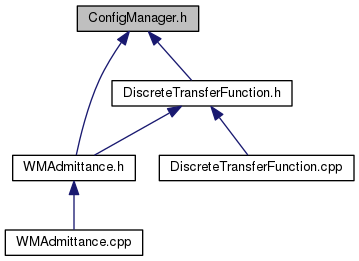 ConfigManager.h
DiscreteTransferFunction.h
WMAdmittance.h
DiscreteTransferFunction.cpp
WMAdmittance.cpp